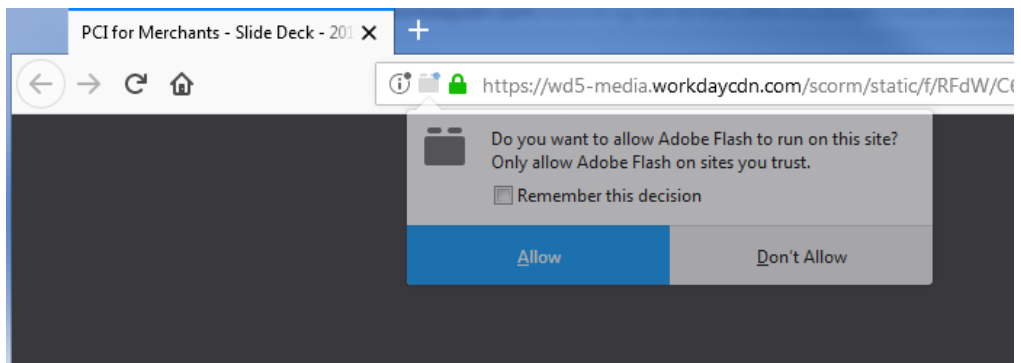 PCI for Merchants - Slide Deck - 201
https://wd5-media.workdaycdn.com/scorm/static/f/RFdW/C6
Do you want to allow Adobe Flash to run on this site?
Only allow Adobe Flash on sites you trust.
Remember this decision
Allow
Don't Allow